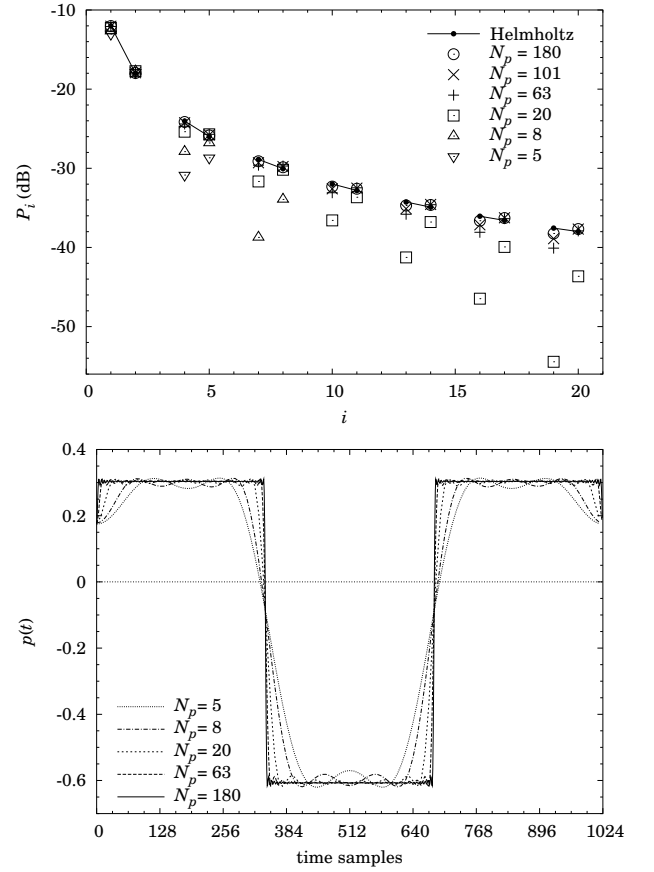 -10
-20
-30
-40
-50
P_i (dB)
0
5
10
15
20
i
Helmholtz
N_p = 180
N_p = 101
N_p = 63
N_p = 20
N_p = 8
N_p = 5
0.4
0.2
0
-0.2
-0.4
-0.6
p(t)
N_p= 5
N_p= 8
N_p= 20
N_p= 63
N_p= 180
0
128
256
384
512
640
768
896
1024
time samples